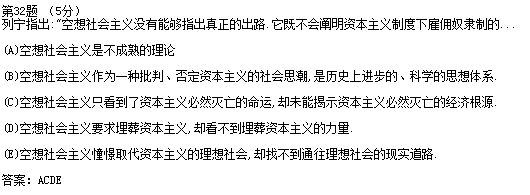 第32题 （5分）
列宁指出:"空想社会主义没有能够指出真正的出路.它既不会阐明资本主义制度下雇佣奴隶制的...
(A)空想社会主义是不成熟的理论
(B)空想社会主义作为一种批判、否定资本主义的社会思潮,是历史上进步的、科学的思想体系.
(C)空想社会主义只看到了资本主义必然灭亡的命运,却未能揭示资本主义必然灭亡的经济根源.
(D)空想社会主义要求埋葬资本主义,却看不到埋葬资本主义的力量.
(E)空想社会主义憧憬取代资本主义的理想社会,却找不到通往理想社会的现实道路.
答案: ACDE